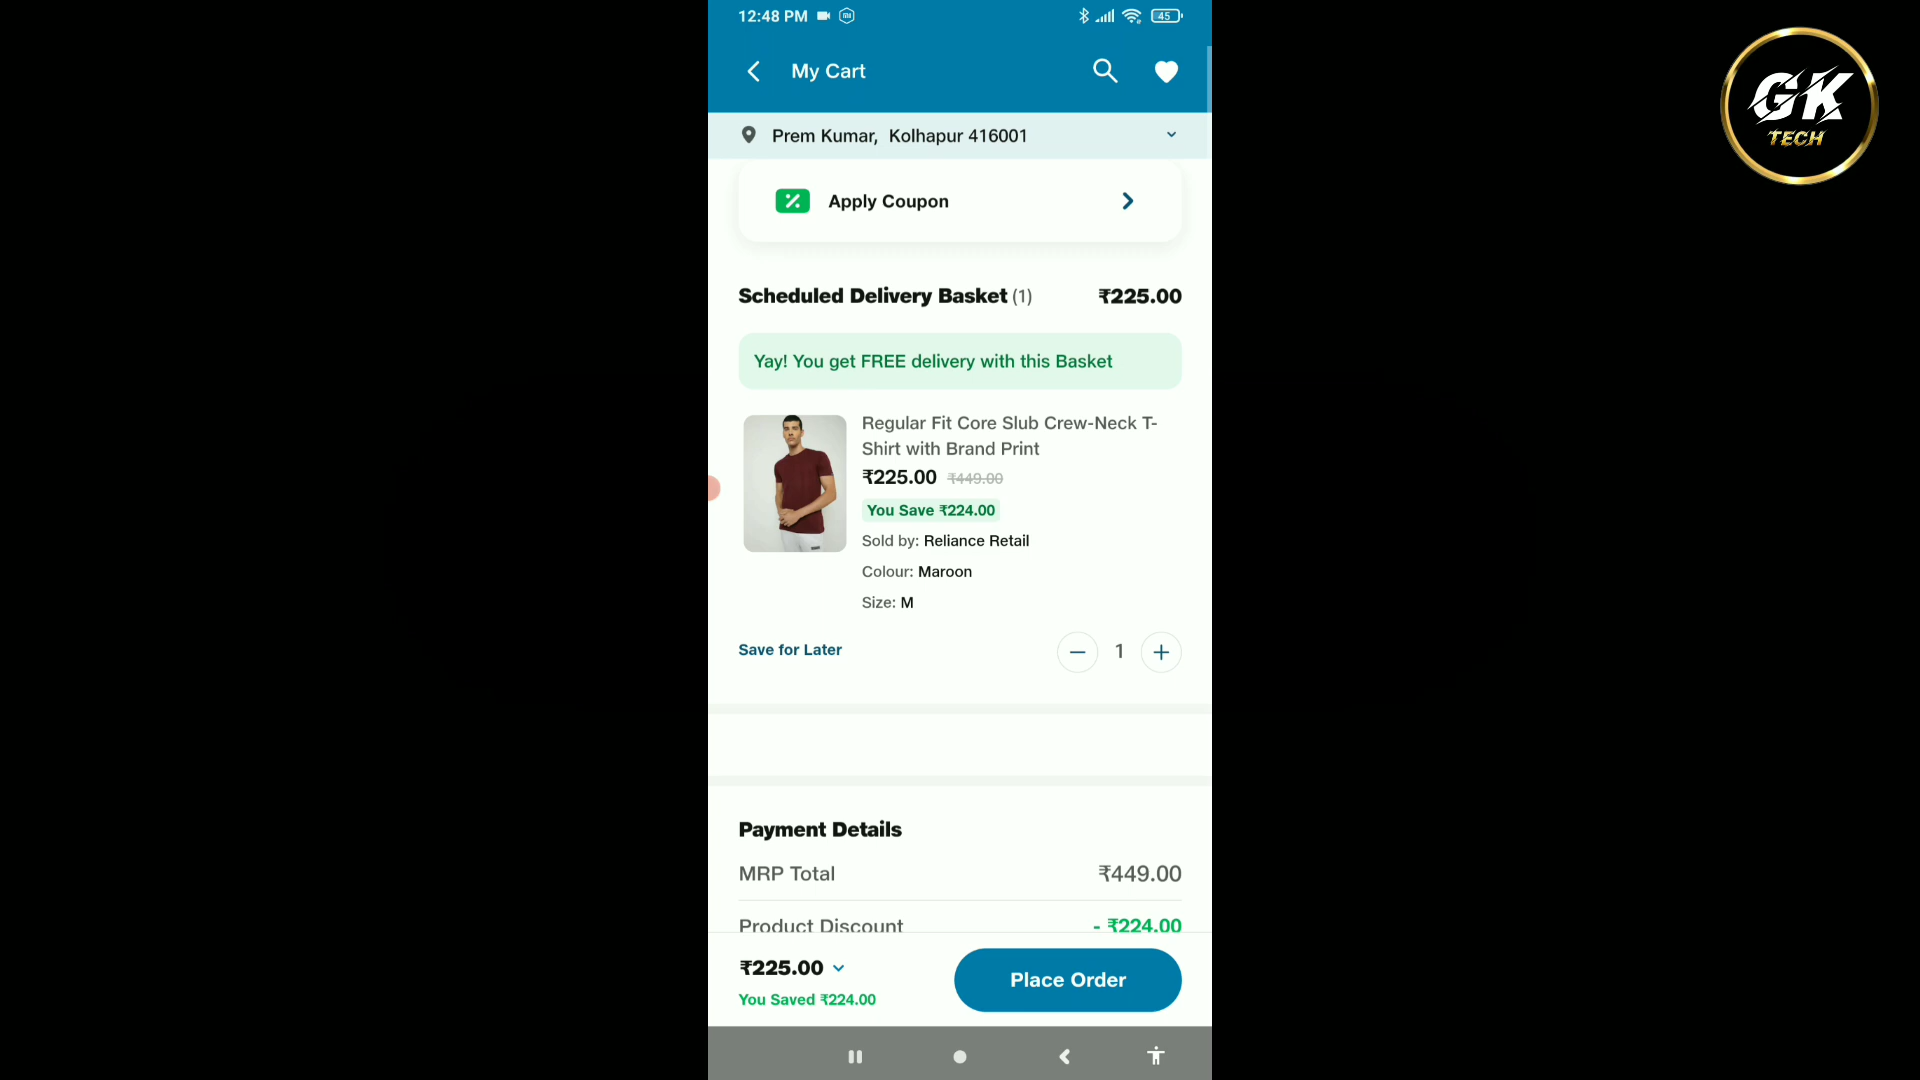 12:48 PM
45
My Cart
GK
TECH
Prem Kumar, Kolhapur 416001
Apply Coupon
Scheduled Delivery Basket (1) ₹225.00
Yay! You get FREE delivery with this Basket
Regular Fit Core Slub Crew-Neck T-
Shirt with Brand Print
₹225.00 ₹449.00
You Save ₹224.00
Sold by: Reliance Retail
Colour: Maroon
Size: M
Save for Later
1
Payment Details
MRP Total ₹449.00
Product Discount - ₹224.00
₹225.00
Place Order
You Saved ₹224.00